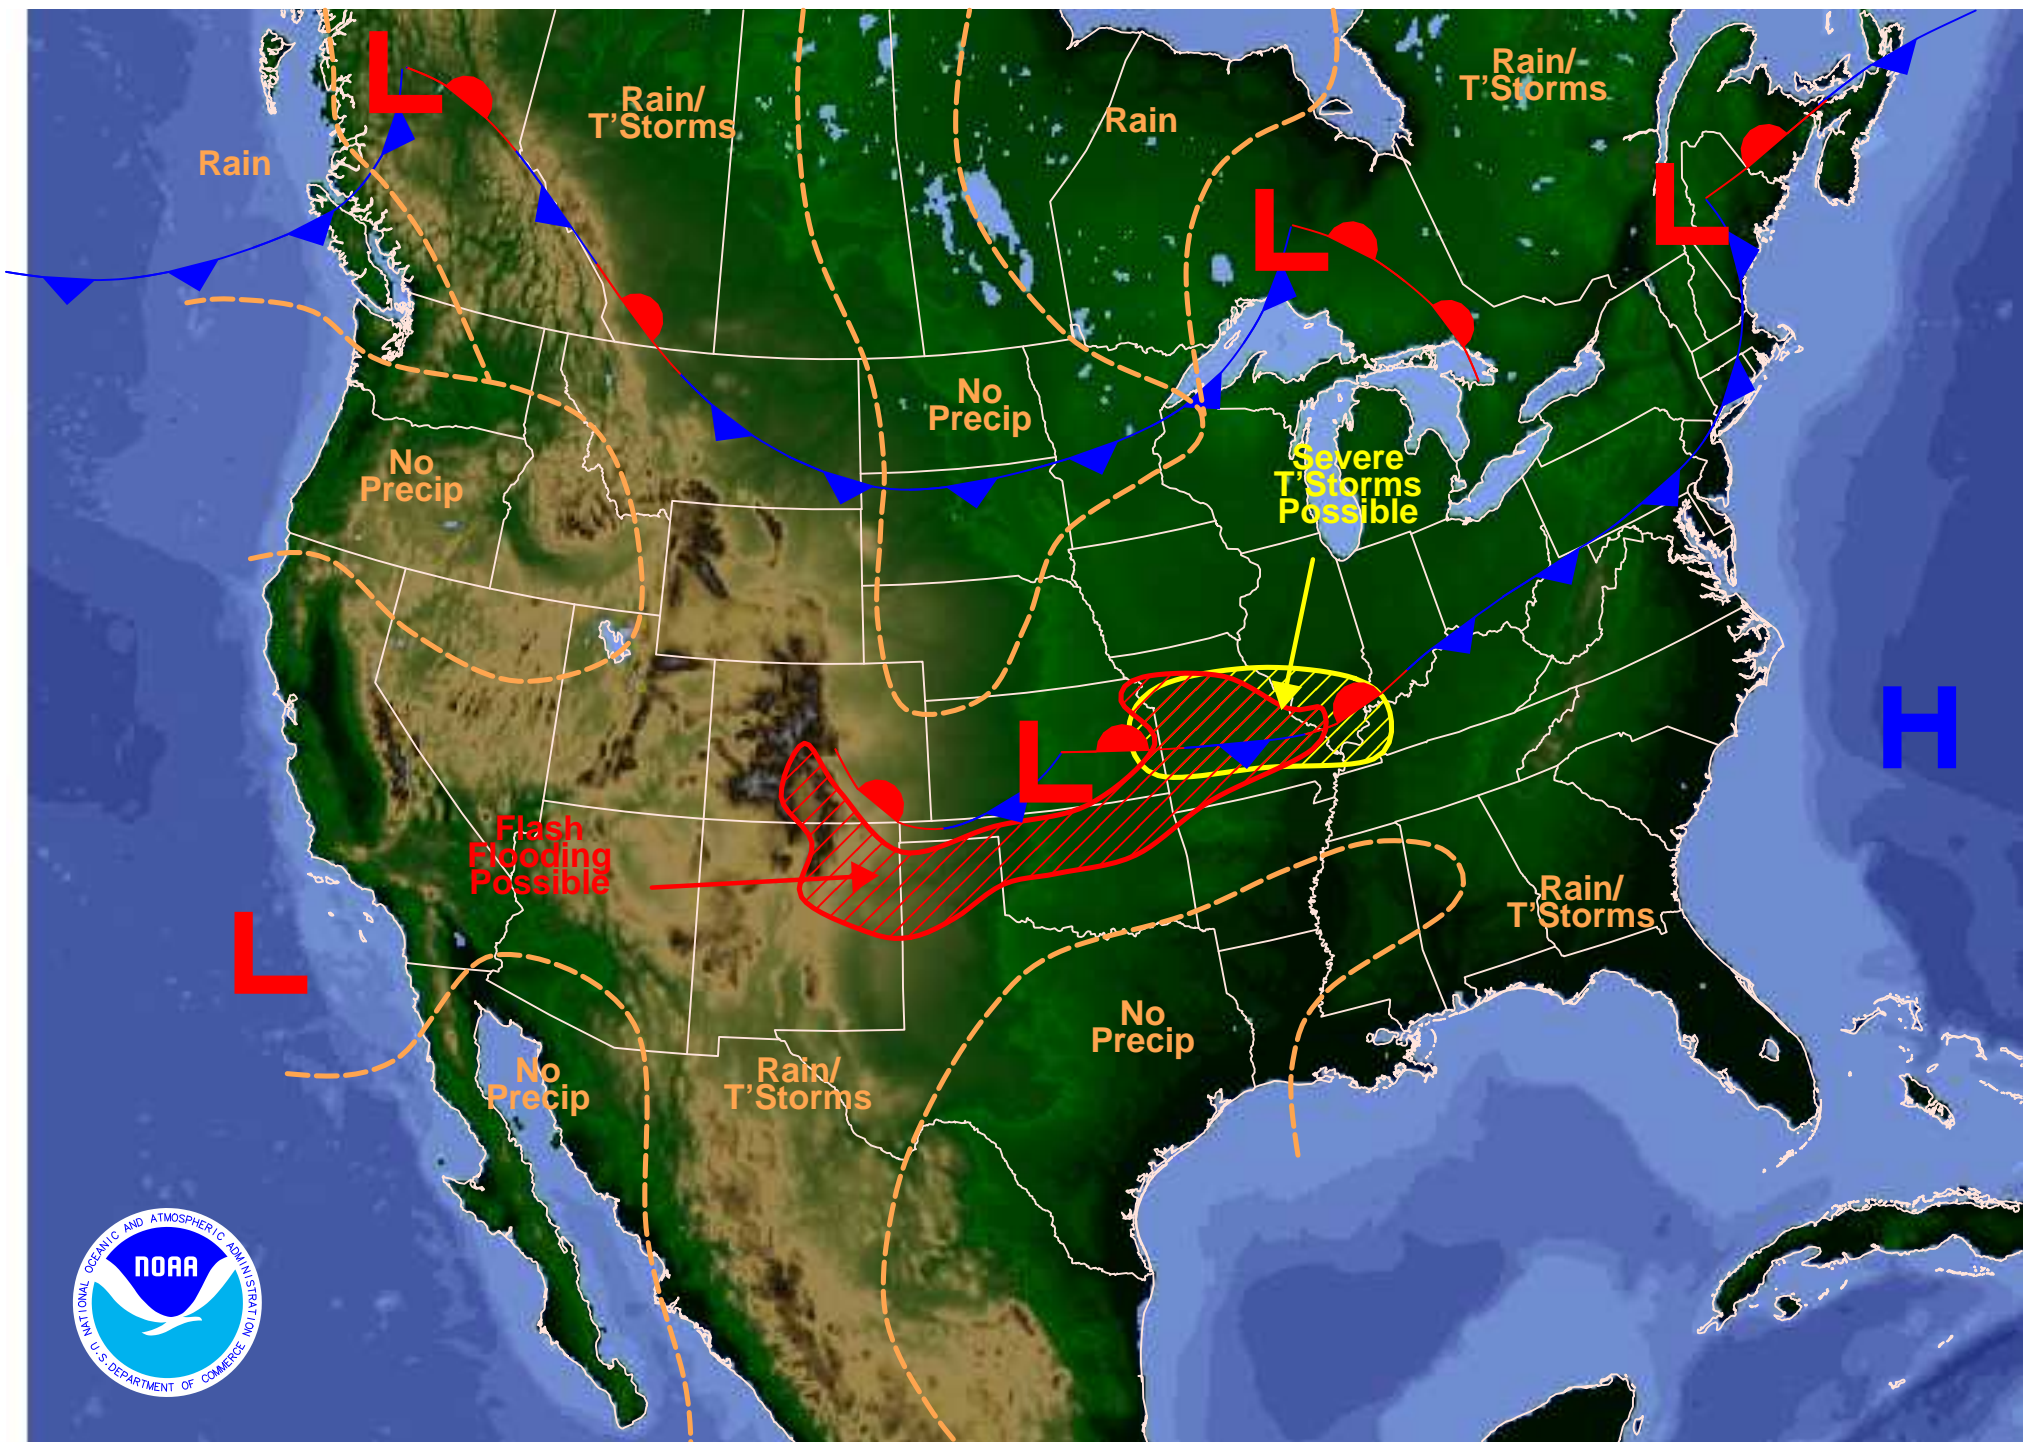 Rain/
T'Storms
Rain/
T'Storms
Rain
Rain
L
L
L
No
Precip
No
Precip
Severe
T'Storms
Possible
H
L
Flash
Flooding
Possible
Rain/
T'Storms
L
No
Precip
No
Precip
Rain/
T'Storms
NATIONAL OCEANIC AND ATMOSPHERIC ADMINISTRATION
NOAA
U.S. DEPARTMENT OF COMMERCE